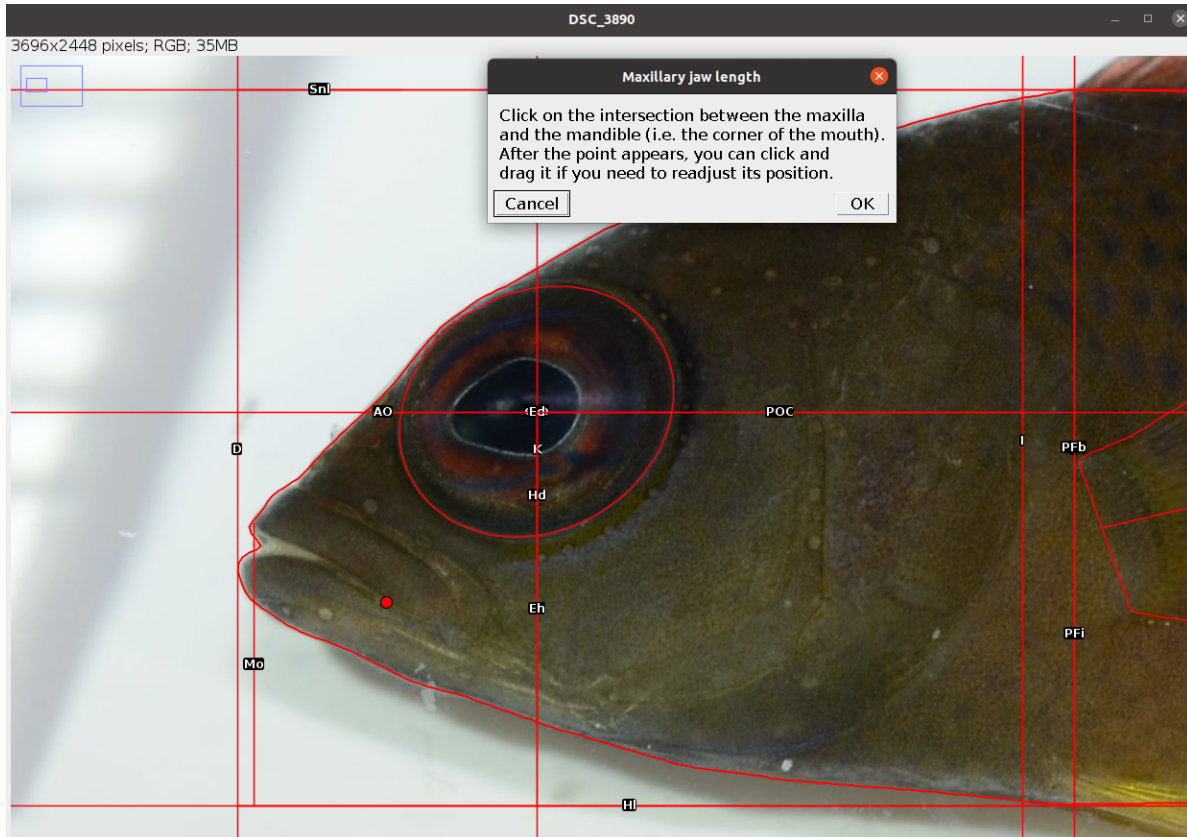 DSC_3890
3696x2448 pixels; RGB; 35MB
Snl
Maxillary jaw length
Click on the intersection between the maxilla
and the mandible (i.e. the corner of the mouth).
After the point appears, you can click and
drag it if you need to readjust its position.
Cancel
OK
AO
Ed
POC
D
K
I
PFb
Hd
Eh
PFi
Mo
Hl